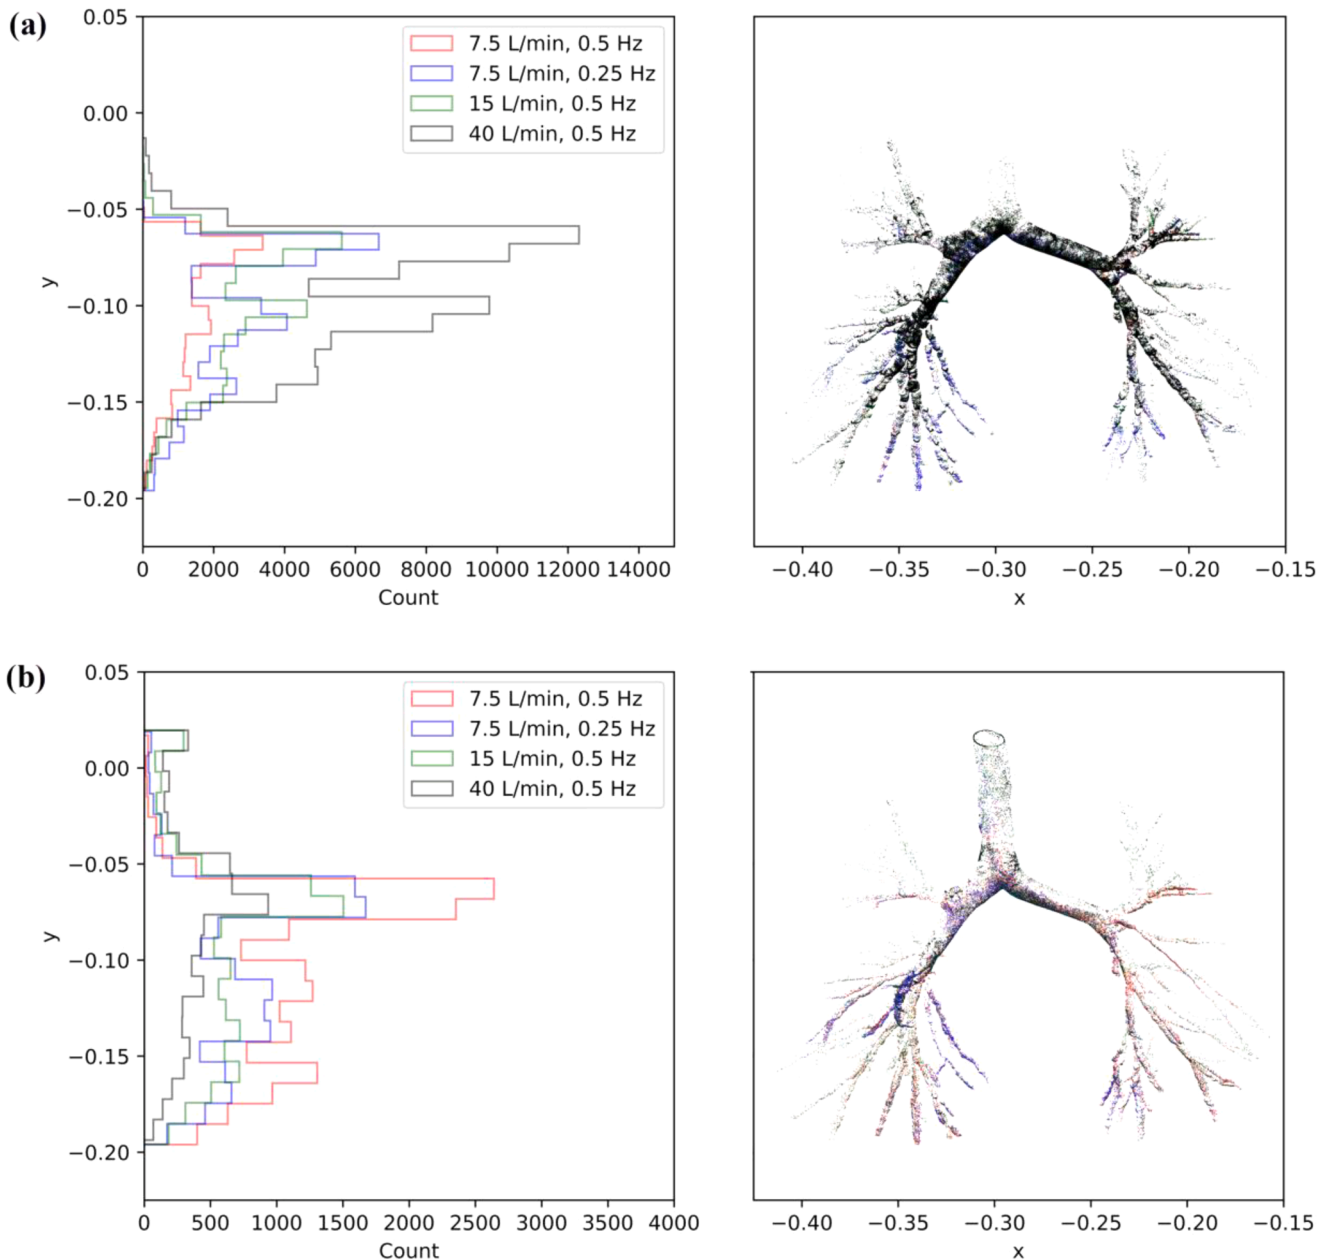 (a)
0.05
0.00
−0.05
−0.10
−0.15
−0.20
y
7.5 L/min, 0.5 Hz
7.5 L/min, 0.25 Hz
15 L/min, 0.5 Hz
40 L/min, 0.5 Hz
0 2000 4000 6000 8000 10000 12000 14000
Count
−0.40 −0.35 −0.30 −0.25 −0.20 −0.15
x
(b)
0.05
0.00
−0.05
−0.10
−0.15
−0.20
y
7.5 L/min, 0.5 Hz
7.5 L/min, 0.25 Hz
15 L/min, 0.5 Hz
40 L/min, 0.5 Hz
0 500 1000 1500 2000 2500 3000 3500 4000
Count
−0.40 −0.35 −0.30 −0.25 −0.20 −0.15
x